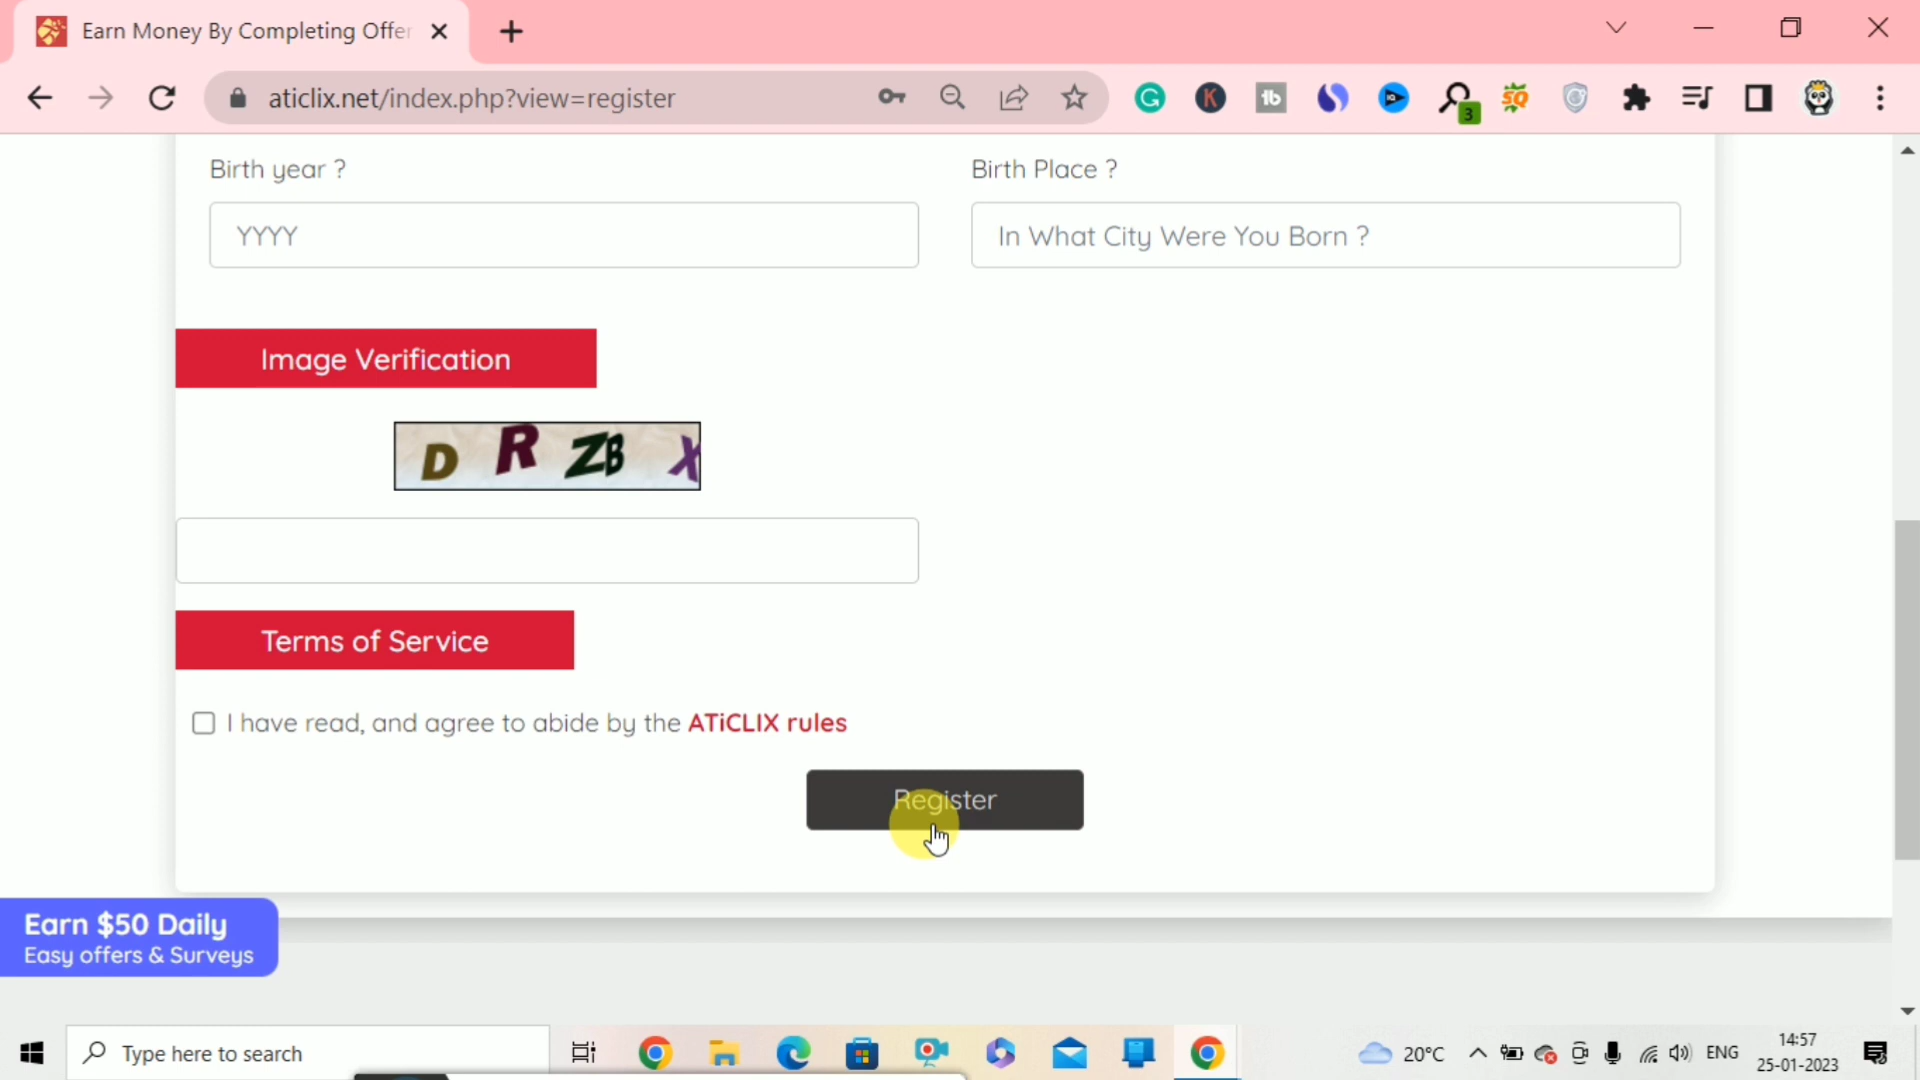 Earn Money By Completing Offer
aticlix.net/index.php?view=register
3
Birth year ?
Birth Place ?
YYYY
In What City Were You Born ?
Image Verification
D R ZB X
Terms of Service
I have read, and agree to abide by the ATiCLIX rules
Register
Earn $50 Daily
Easy offers & Surveys
Type here to search
20°C
ENG
14:57
25-01-2023